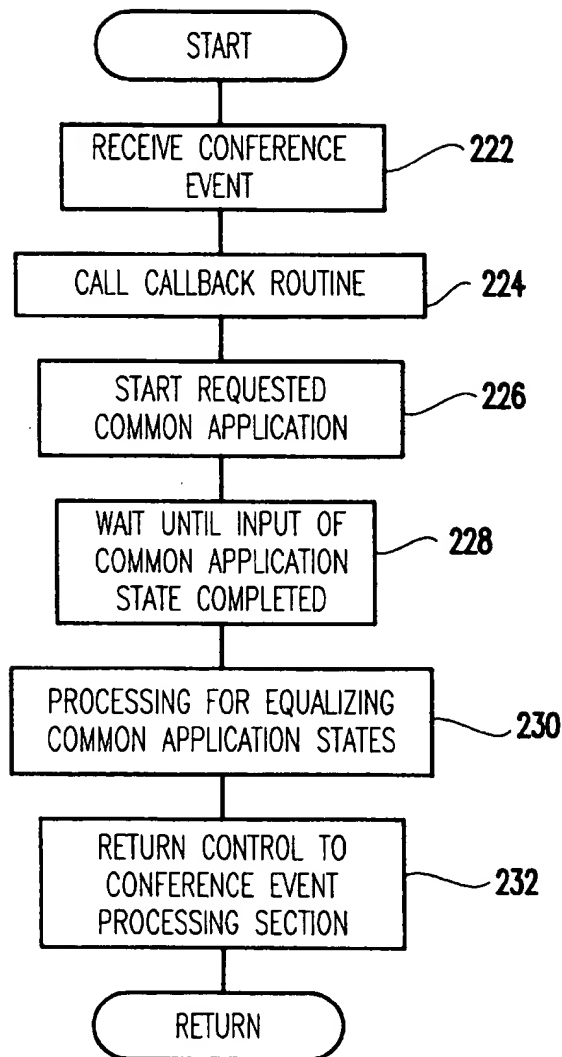 START
RECEIVE CONFERENCE
EVENT
222
CALL CALLBACK ROUTINE
224
START REQUESTED
COMMON APPLICATION
226
WAIT UNTIL INPUT OF
COMMON APPLICATION
STATE COMPLETED
228
PROCESSING FOR EQUALIZING
COMMON APPLICATION STATES
230
RETURN CONTROL TO
CONFERENCE EVENT
PROCESSING SECTION
232
RETURN